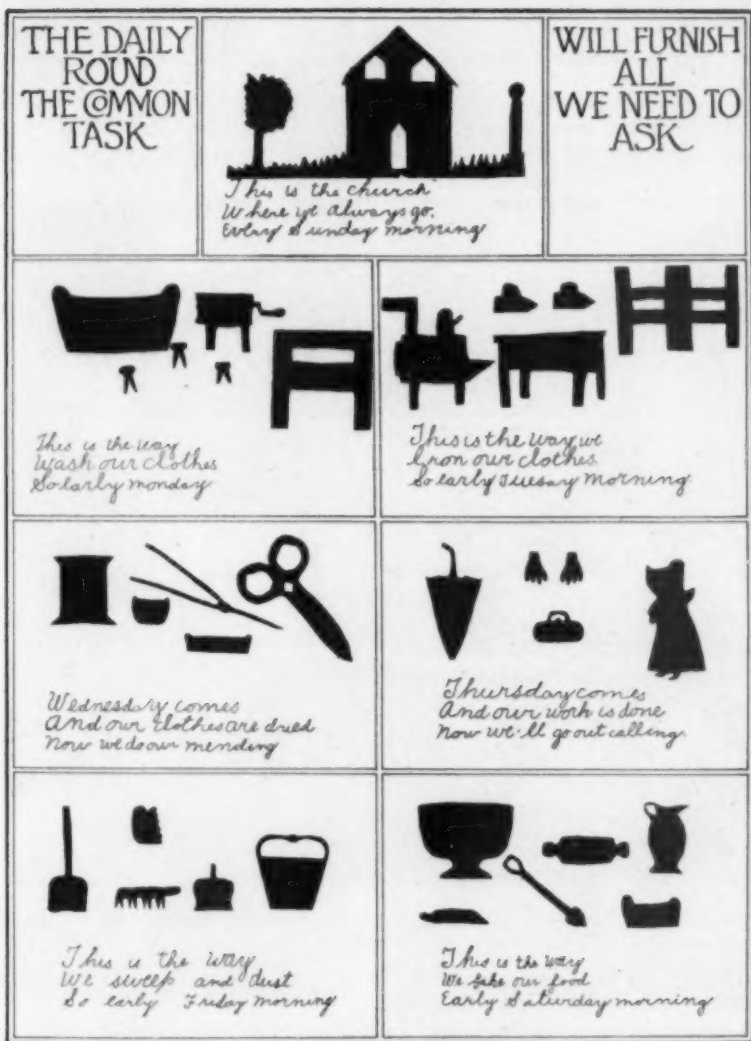 THE DAILY
ROUND
THE COMMON
TASK
WILL FURNISH
ALL
WE NEED TO
ASK
This is the church
Where we always go.
Every Sunday morning
This is the way
Wash our clothes
So early monday
This is the way we
Iron our clothes
So early Tuesay morning
Wednesday comes
And our clothes are dried
Now we do our mending
Thursday comes
And our work is done
Now we'll go out calling
This is the way
We sweep and dust
So early Friday morning
This is the way
We bake our food
Early Saturday morning